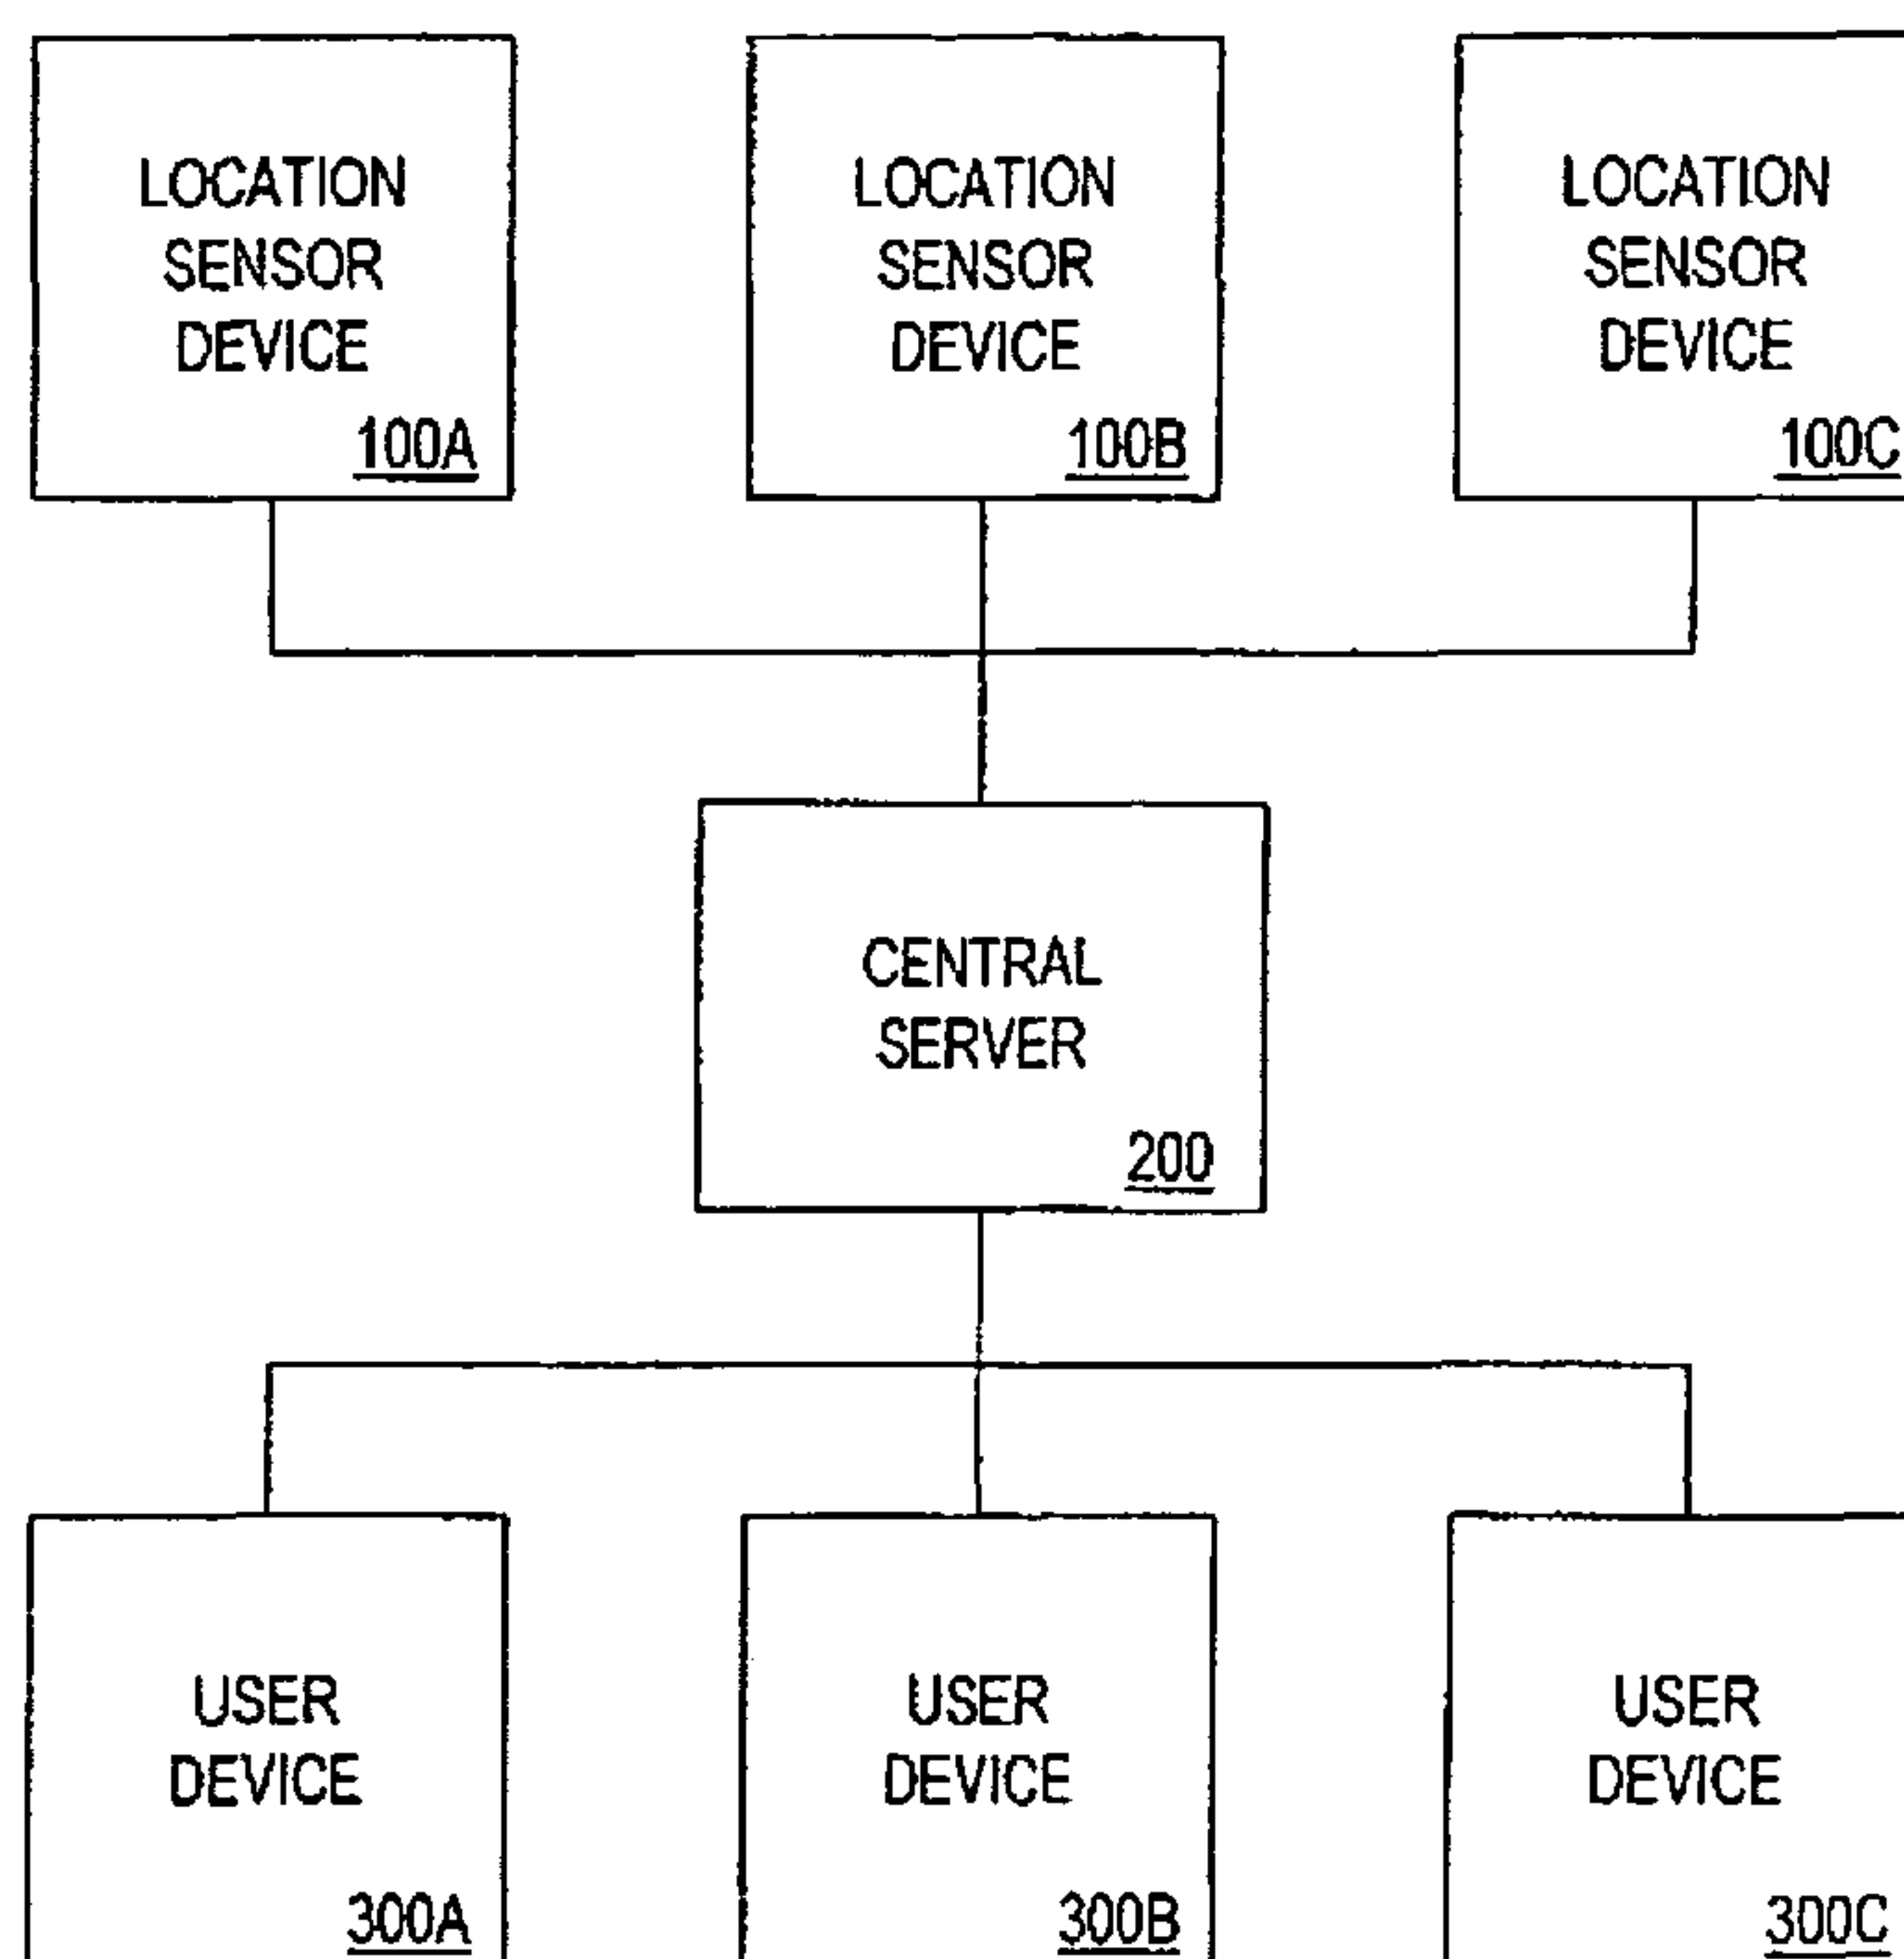 LOCATION
SENSOR
DEVICE
100A
LOCATION
SENSOR
DEVICE
100B
LOCATION
SENSOR
DEVICE
100C
CENTRAL
SERVER
200
USER
DEVICE
300A
USER
DEVICE
300B
USER
DEVICE
300C